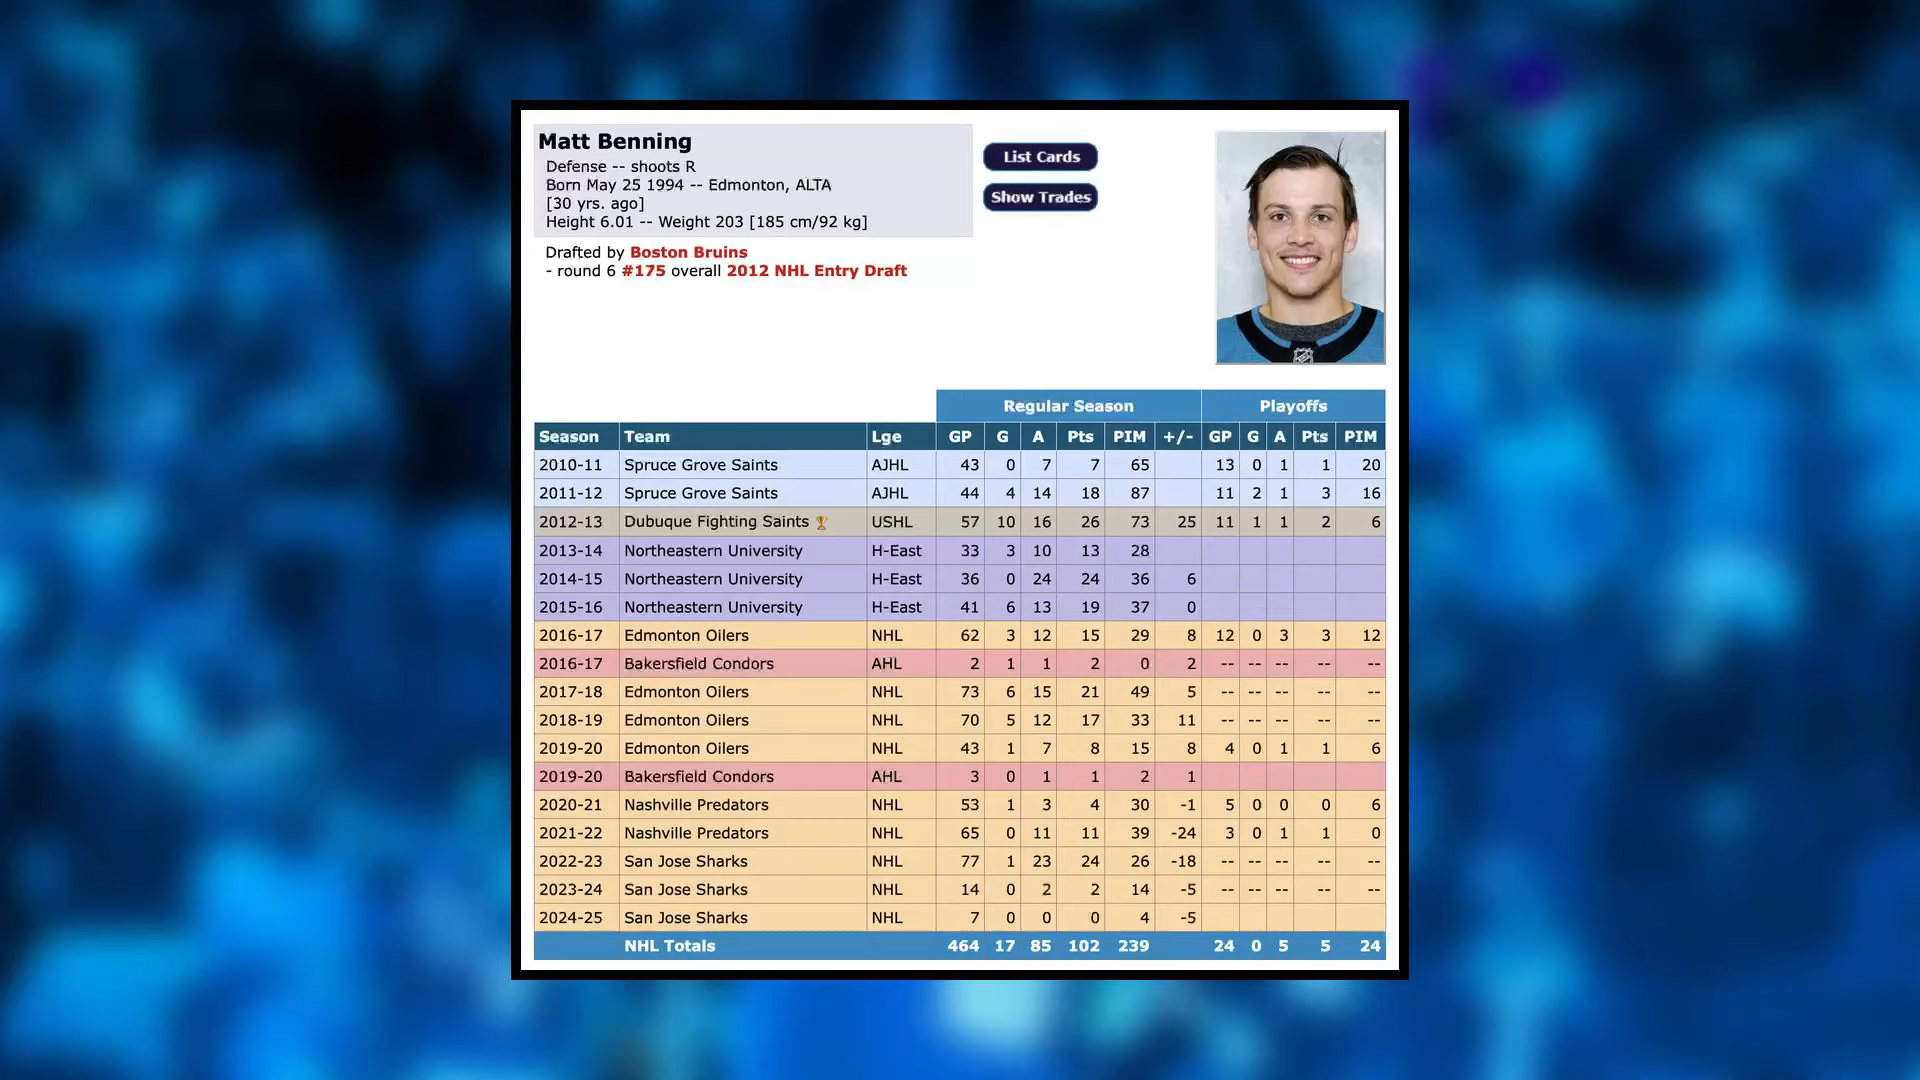 Matt Benning
Defense -- shoots R
Born May 25 1994 -- Edmonton, ALTA
[30 yrs. ago]
Height 6.01 -- Weight 203 [185 cm/92 kg]
Drafted by Boston Bruins
- round 6 #175 overall 2012 NHL Entry Draft
List Cards
Show Trades
Regular Season Playoffs
Season Team Lge GP G A Pts PIM +/- GP G A Pts PIM
2010-11 Spruce Grove Saints AJHL 43 0 7 7 65 13 0 1 1 20
2011-12 Spruce Grove Saints AJHL 44 4 14 18 87 11 2 1 3 16
2012-13 Dubuque Fighting Saints USHL 57 10 16 26 73 25 11 1 1 2 6
2013-14 Northeastern University H-East 33 3 10 13 28
2014-15 Northeastern University H-East 36 0 24 24 36 6
2015-16 Northeastern University H-East 41 6 13 19 37 0
2016-17 Edmonton Oilers NHL 62 3 12 15 29 8 12 0 3 3 12
2016-17 Bakersfield Condors AHL 2 1 1 2 0 2 -- -- -- -- --
2017-18 Edmonton Oilers NHL 73 6 15 21 49 5 -- -- -- -- --
2018-19 Edmonton Oilers NHL 70 5 12 17 33 11 -- -- -- -- --
2019-20 Edmonton Oilers NHL 43 1 7 8 15 8 4 0 1 1 6
2019-20 Bakersfield Condors AHL 3 0 1 1 2 1
2020-21 Nashville Predators NHL 53 1 3 4 30 -1 5 0 0 0 6
2021-22 Nashville Predators NHL 65 0 11 11 39 -24 3 0 1 1 0
2022-23 San Jose Sharks NHL 77 1 23 24 26 -18 -- -- -- -- --
2023-24 San Jose Sharks NHL 14 0 2 2 14 -5 -- -- -- -- --
2024-25 San Jose Sharks NHL 7 0 0 0 4 -5
NHL Totals 464 17 85 102 239 24 0 5 5 24